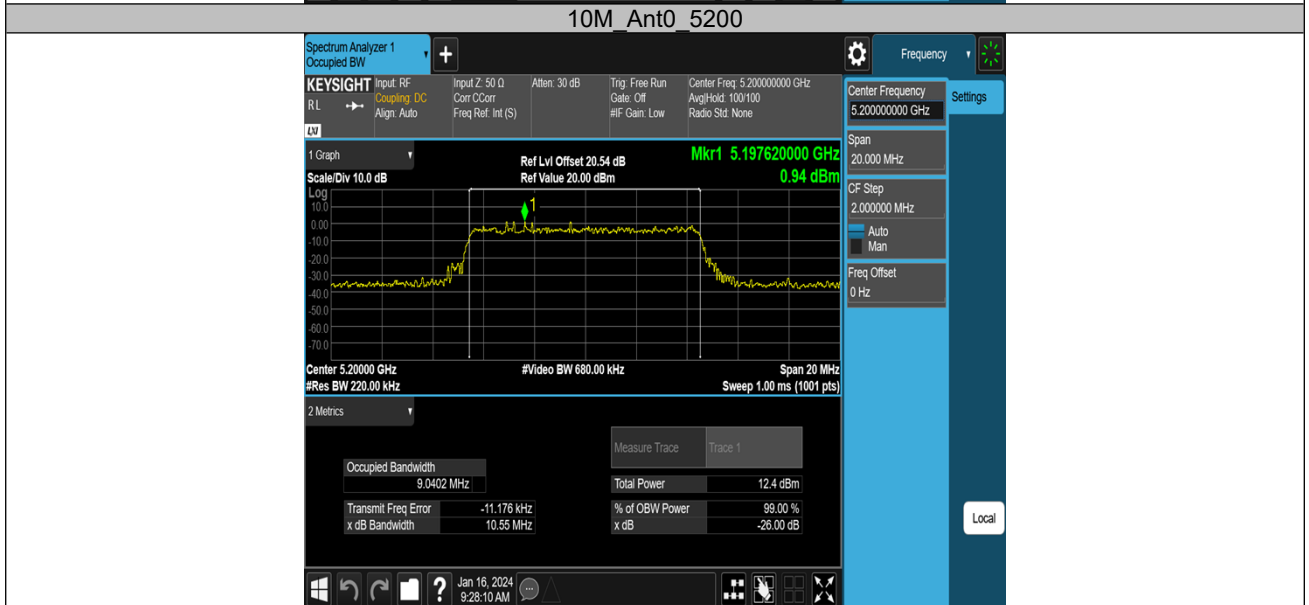 10M_Ant0_5200
Spectrum Analyzer 1
Occupied BW
+
Frequency
KEYSIGHT
R L
LXI
Input: RF
Coupling: DC
Align: Auto
Input Z: 50 Ω
Corr CCorr
Freq Ref: Int (S)
Atten: 30 dB
Trig: Free Run
Gate: Off
#IF Gain: Low
Center Freq: 5.200000000 GHz
Avg|Hold: 100/100
Radio Std: None
Center Frequency
5.200000000 GHz
Settings
Span
20.000 MHz
CF Step
2.000000 MHz
Auto
Man
Freq Offset
0 Hz
Local
1 Graph
Scale/Div 10.0 dB
Ref Lvl Offset 20.54 dB
Ref Value 20.00 dBm
Mkr1 5.197620000 GHz
0.94 dBm
Log
10.0
0.00
-10.0
-20.0
-30.0
-40.0
-50.0
-60.0
-70.0
1
Center 5.20000 GHz
#Res BW 220.00 kHz
#Video BW 680.00 kHz
Span 20 MHz
Sweep 1.00 ms (1001 pts)
2 Metrics
Measure Trace Trace 1
Occupied Bandwidth
9.0402 MHz
Total Power 12.4 dBm
Transmit Freq Error -11.176 kHz
% of OBW Power 99.00 %
x dB Bandwidth 10.55 MHz
x dB -26.00 dB
?
Jan 16, 2024
9:28:10 AM